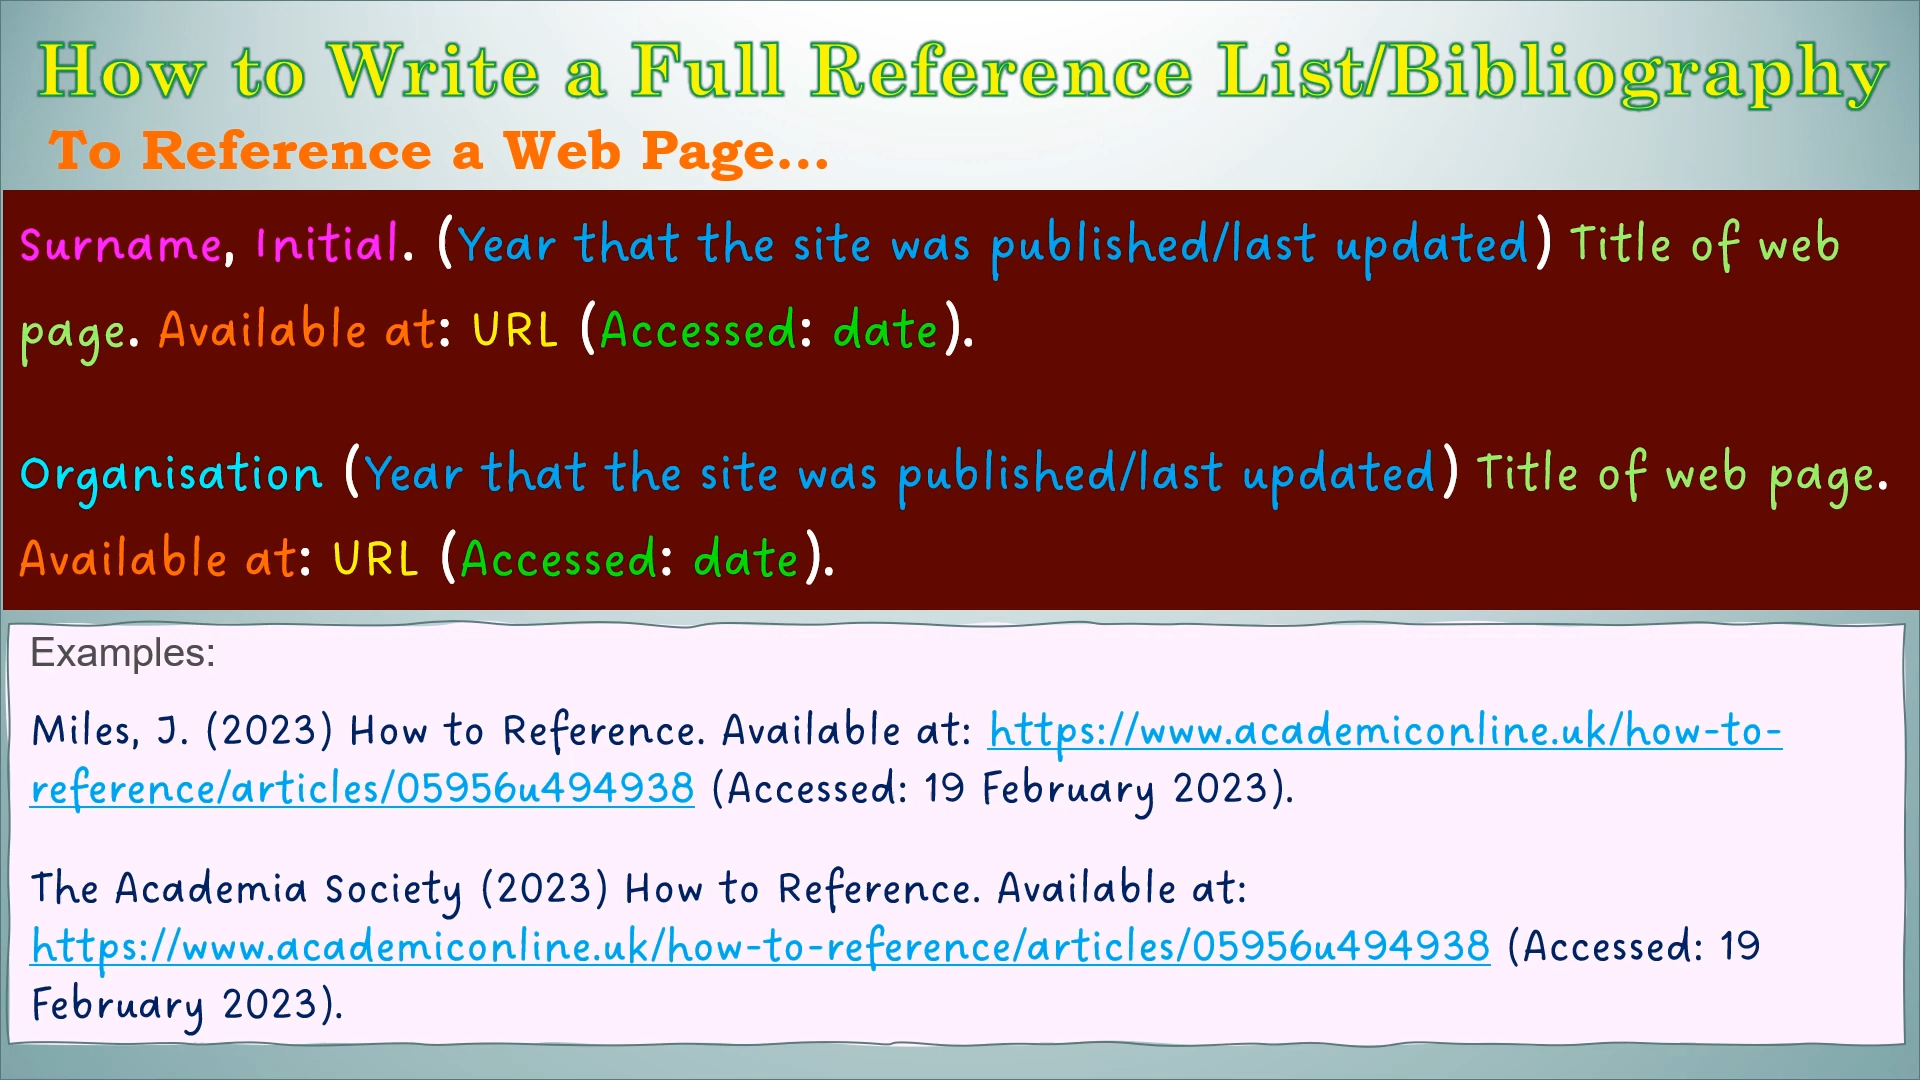 How to Write a Full Reference List/Bibliography
To Reference a Web Page...
Surname, Initial. (Year that the site was published/last updated) Title of web
page. Available at: URL (Accessed: date).
Organisation (Year that the site was published/last updated) Title of web page.
Available at: URL (Accessed: date).
Examples:
Miles, J. (2023) How to Reference. Available at: https://www.academiconline.uk/how-to-
reference/articles/05956u494938 (Accessed: 19 February 2023).
The Academia Society (2023) How to Reference. Available at:
https://www.academiconline.uk/how-to-reference/articles/05956u494938 (Accessed: 19
February 2023).